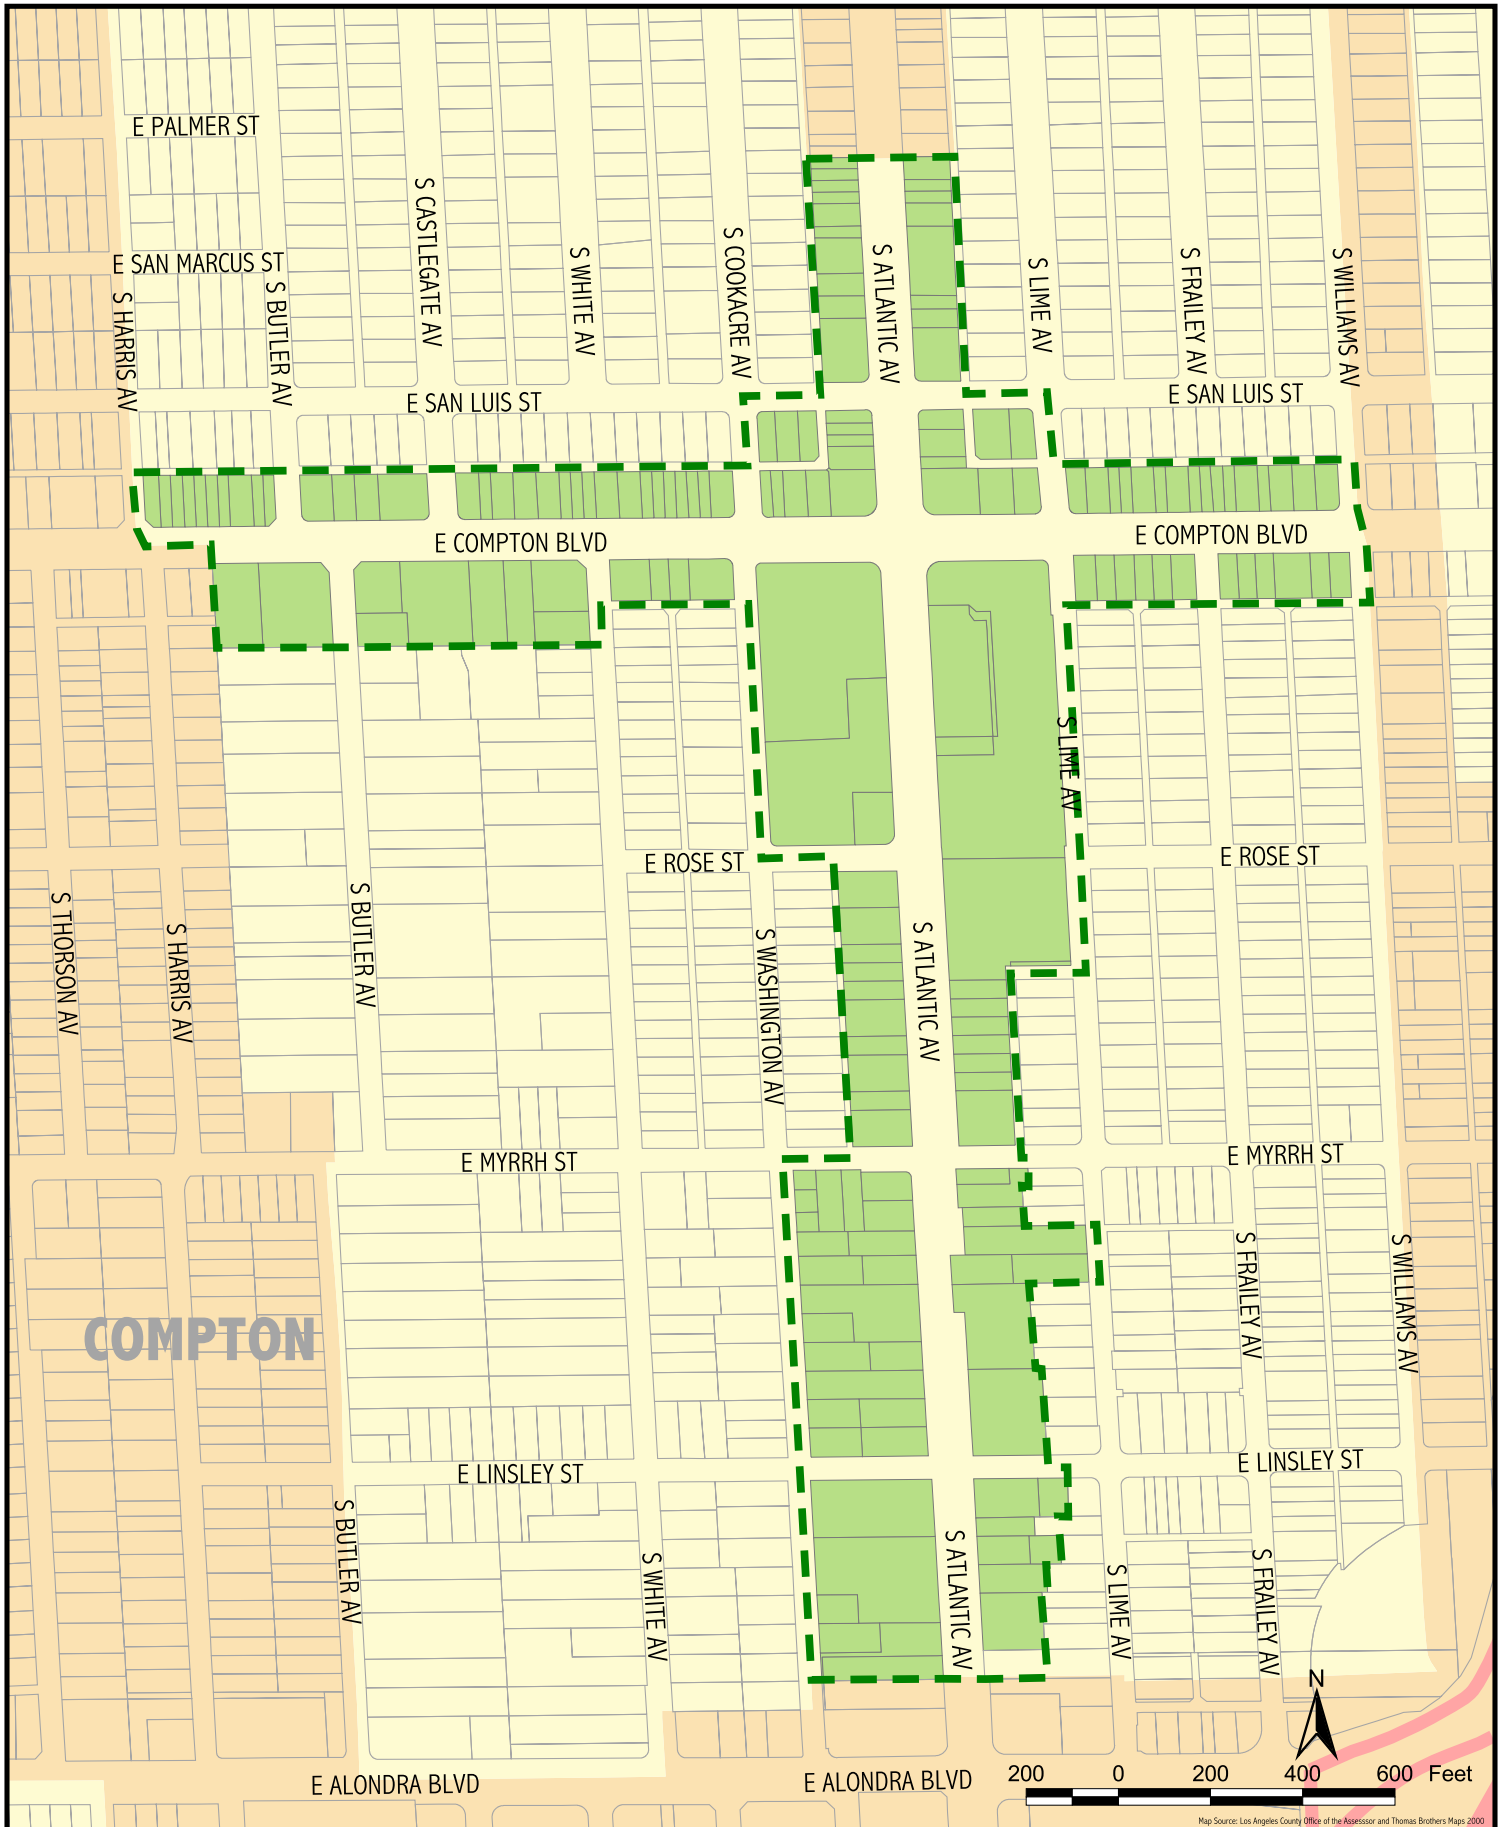 E PALMER ST
S CASTLEGATE AV
S COOKACRE AV
S WHITE AV
S ATLANTIC AV
S LIME AV
S FRAILEY AV
S WILLIAMS AV
E SAN MARCUS ST
S HARRIS AV
S BUTLER AV
E SAN LUIS ST
E SAN LUIS ST
E COMPTON BLVD
E COMPTON BLVD
S LIME AV
E ROSE ST
E ROSE ST
S THORSON AV
S HARRIS AV
S BUTLER AV
S WASHINGTON AV
S ATLANTIC AV
E MYRRH ST
E MYRRH ST
S FRAILEY AV
S WILLIAMS AV
COMPTON
E LINSLEY ST
E LINSLEY ST
S BUTLER AV
S WHITE AV
S ATLANTIC AV
S LIME AV
S FRAILEY AV
N
E ALONDRA BLVD
E ALONDRA BLVD
200 0 200 400 600 Feet
Map Source: Los Angeles County Office of the Assesssor and Thomas Brothers Maps 2000